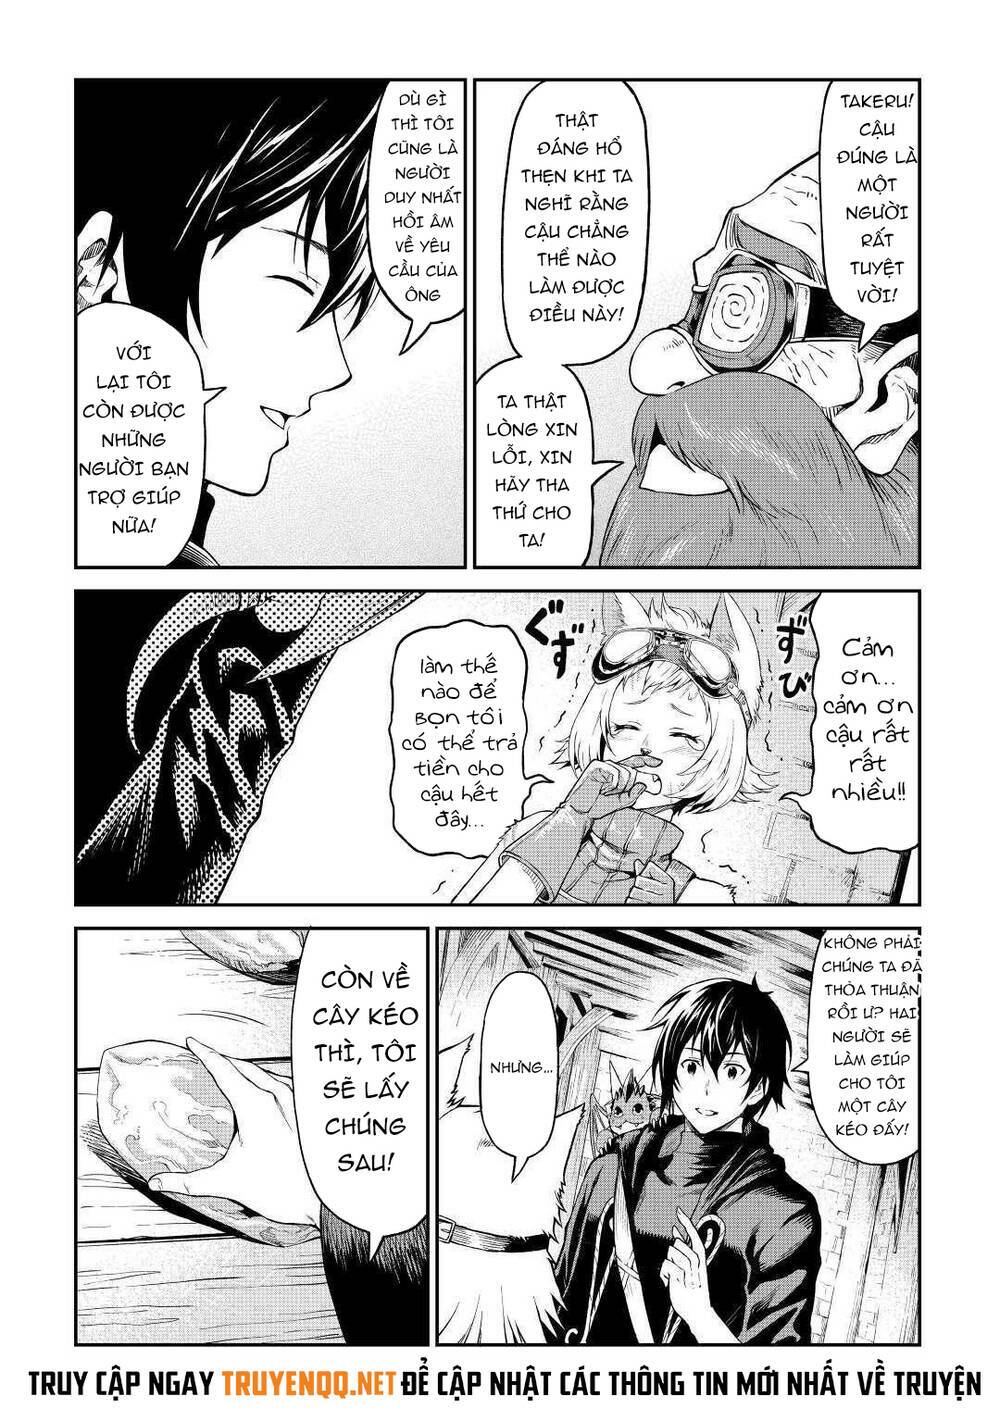 TAKERU!
CẬU
ĐÚNG LÀ
MỘT
NGƯỜI
RẤT
TUYỆT
VỜI!
THẬT
ĐÁNG HỔ
THẸN KHI TA
NGHĨ RẰNG
CẬU CHẲNG
THỂ NÀO
LÀM ĐƯỢC
ĐIỀU NÀY!
TA THẬT
LÒNG XIN
LỖI, XIN
HÃY THA
THỨ CHO
TA!
DÙ GÌ
THÌ TÔI
CŨNG LÀ
NGƯỜI
DUY NHẤT
HỒI ÂM
VỀ YÊU
CẦU CỦA
ÔNG
VỚI
LẠI TÔI
CÒN ĐƯỢC
NHỮNG
NGƯỜI BẠN
TRỢ GIÚP
NỮA!
Cảm
ơn...
cảm ơn
cậu rất
rất
nhiều!!
ずび
ぐず
làm thế
nào để
Bọn tôi
có thể trả
tiền cho
cậu hết
đây...
KHÔNG PHẢI
CHÚNG TA ĐÃ
THỎA THUẬN
RỒI Ư? HAI
NGƯỜI SẼ
LÀM GIÚP
CHO TÔI
MỘT CÂY
KÉO ĐẤY!
NHƯNG...
CÒN VỀ
CÂY KÉO
THÌ, TÔI
SẼ LẤY
CHÚNG
SAU!
TRUY CẬP NGAY TRUYENQQ.NET ĐỂ CẬP NHẬT CÁC THÔNG TIN MỚI NHẤT VỀ TRUYỆN